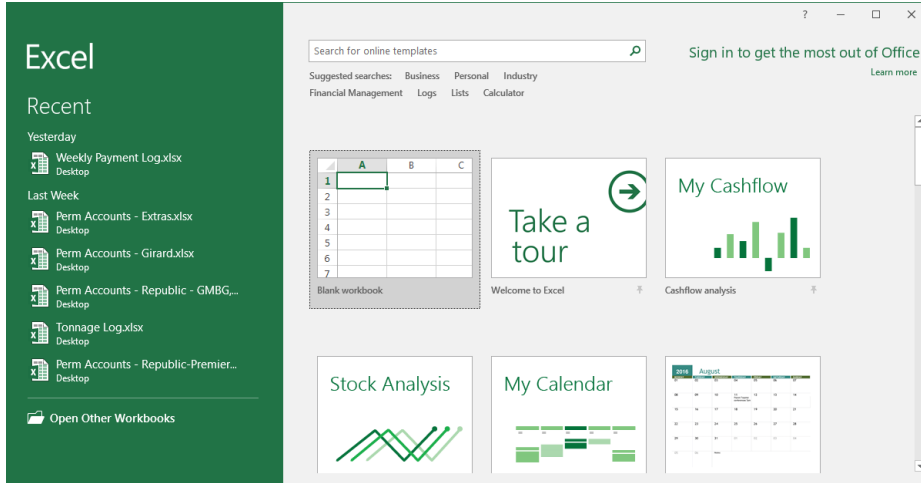 Excel
Recent
Yesterday
Weekly Payment Log.xlsx
Desktop
Last Week
Perm Accounts - Extras.xlsx
Desktop
Perm Accounts - Girard.xlsx
Desktop
Perm Accounts - Republic - GMBG,...
Desktop
Tonnage Log.xlsx
Desktop
Perm Accounts - Republic-Premier...
Desktop
Open Other Workbooks
?
Search for online templates
Sign in to get the most out of Office
Learn more
Suggested searches: Business Personal Industry
Financial Management Logs Lists Calculator
A B C
1
2
3
4
5
6
7
Blank workbook
Take a
tour
Welcome to Excel
My Cashflow
Cashflow analysis
Stock Analysis
My Calendar
2016 August